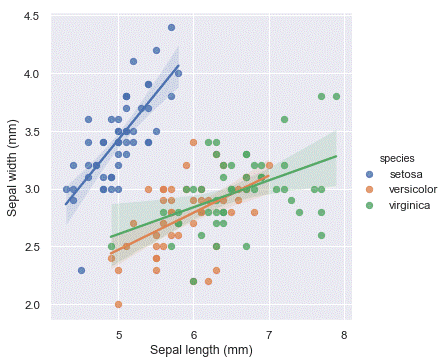 4.5
4.0
3.5
3.0
2.5
2.0
Sepal width (mm)
5
6
7
8
Sepal length (mm)
species
setosa
versicolor
virginica